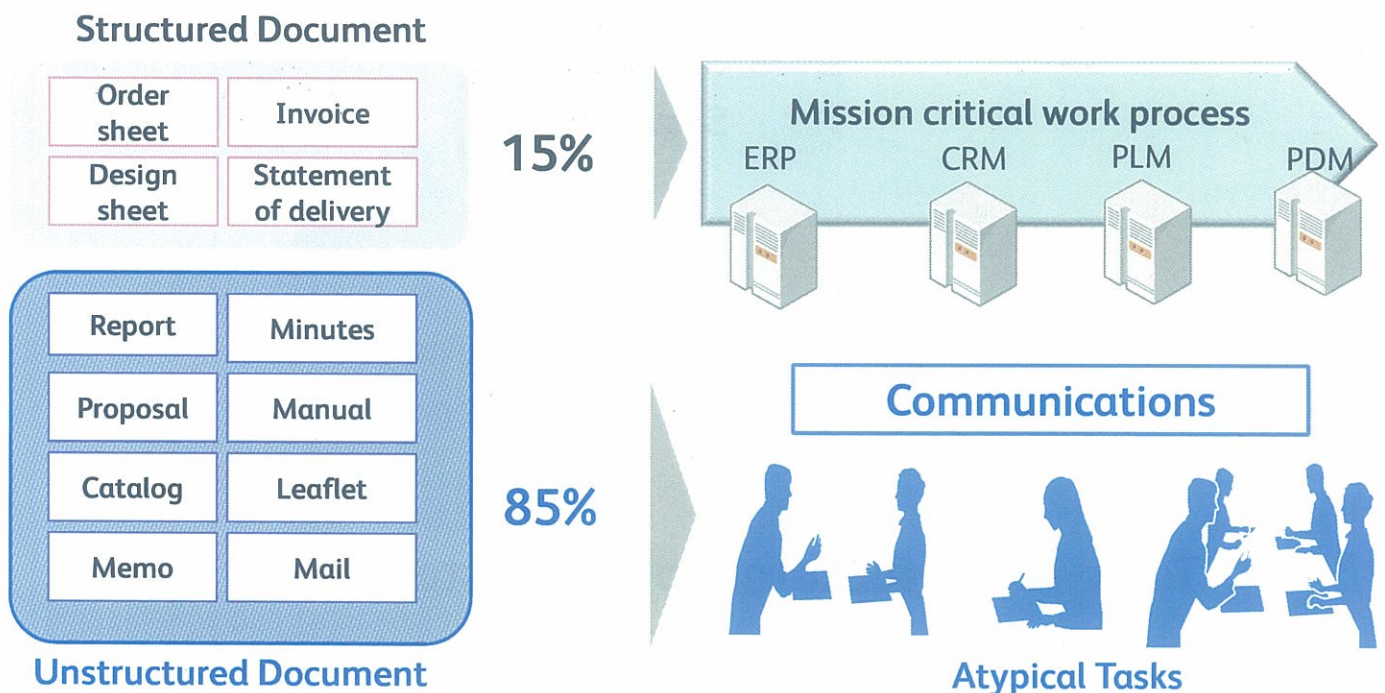 Structured Document
Order
sheet
Invoice
Design
sheet
Statement
of delivery
15%
Mission critical work process
ERP
CRM
PLM
PDM
Report
Minutes
Proposal
Manual
Catalog
Leaflet
Memo
Mail
85%
Unstructured Document
Communications
Atypical Tasks